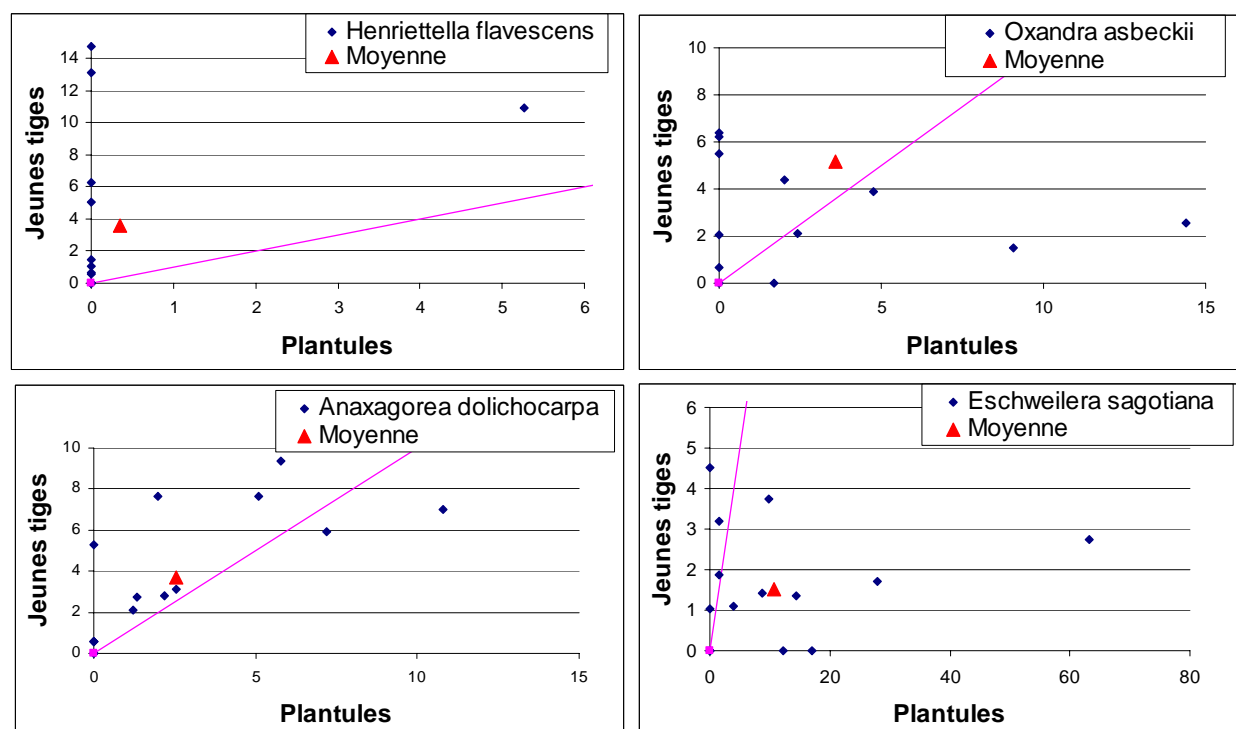 Henriettella flavescens
Moyenne
Jeunes tiges
14
12
10
8
6
4
2
0
0 1 2 3 4 5 6
Plantules
Oxandra asbeckii
Moyenne
Jeunes tiges
10
8
6
4
2
0
0 5 10 15
Plantules
Anaxagorea dolichocarpa
Moyenne
Jeunes tiges
10
8
6
4
2
0
0 5 10 15
Plantules
Eschweilera sagotiana
Moyenne
Jeunes tiges
6
5
4
3
2
1
0
0 20 40 60 80
Plantules